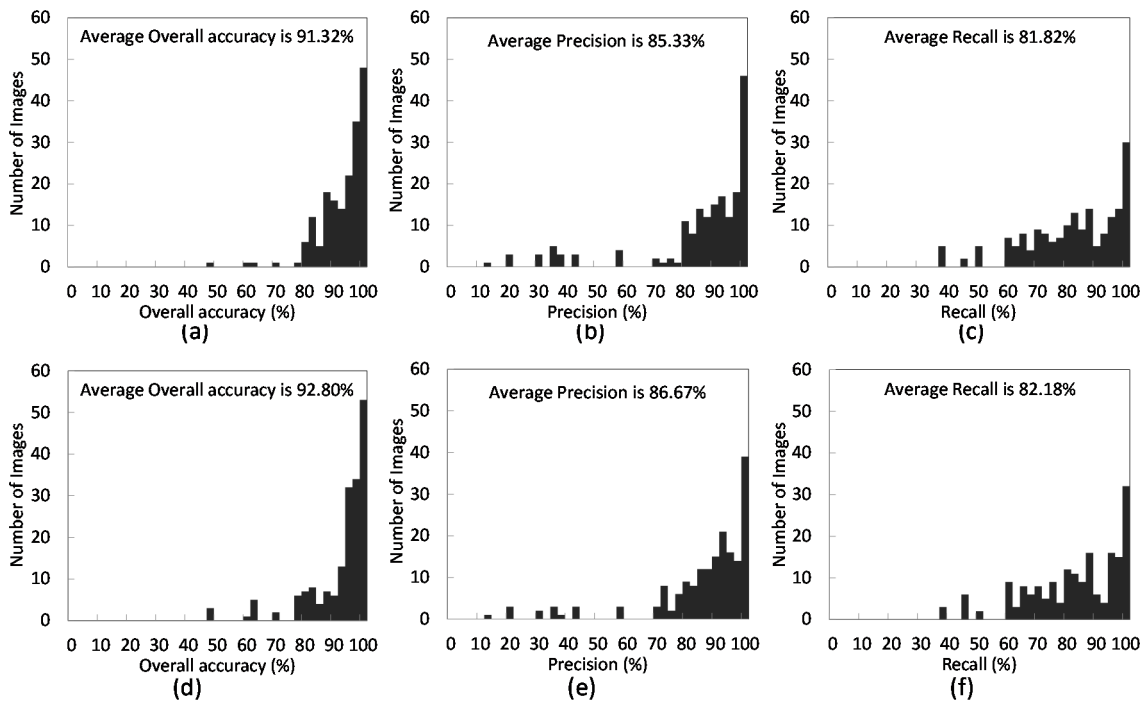 60
50
40
30
20
10
0
Number of Images
Average Overall accuracy is 91.32%
0 10 20 30 40 50 60 70 80 90 100
Overall accuracy (%)
(a)
60
50
40
30
20
10
0
Number of Images
Average Precision is 85.33%
0 10 20 30 40 50 60 70 80 90 100
Precision (%)
(b)
60
50
40
30
20
10
0
Number of Images
Average Recall is 81.82%
0 10 20 30 40 50 60 70 80 90 100
Recall (%)
(c)
60
50
40
30
20
10
0
Number of Images
Average Overall accuracy is 92.80%
0 10 20 30 40 50 60 70 80 90 100
Overall accuracy (%)
(d)
60
50
40
30
20
10
0
Number of Images
Average Precision is 86.67%
0 10 20 30 40 50 60 70 80 90 100
Precision (%)
(e)
60
50
40
30
20
10
0
Number of Images
Average Recall is 82.18%
0 10 20 30 40 50 60 70 80 90 100
Recall (%)
(f)